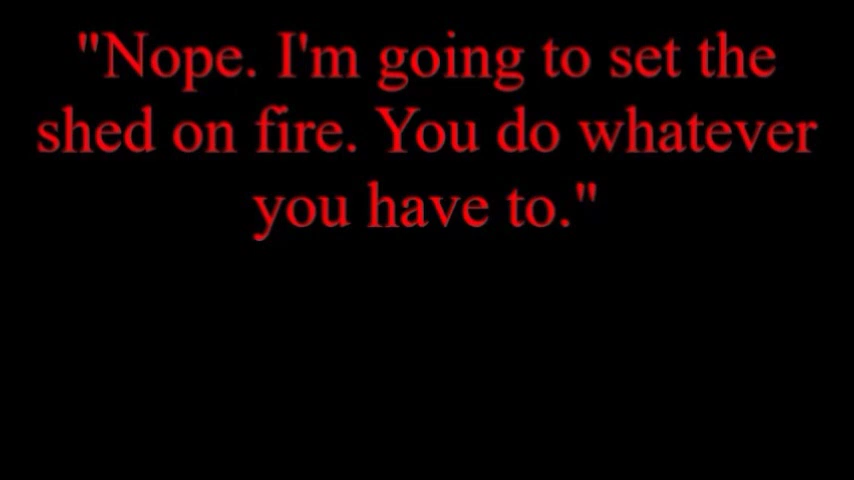 "Nope. I'm going to set the
shed on fire. You do whatever
you have to."